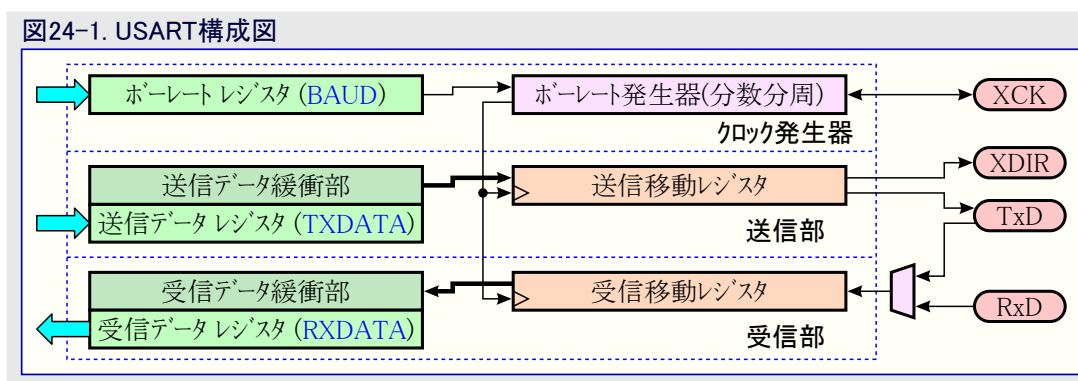 図24-1. USART構成図
ボーレート レジスタ (BAUD)
ボーレート発生器(分数分周)
XCK
クロック発生器
XDIR
送信データ緩衝部
送信移動レジスタ
送信データ レジスタ (TXDATA)
TxD
送信部
受信データ緩衝部
受信移動レジスタ
RxD
受信データ レジスタ (RXDATA)
受信部